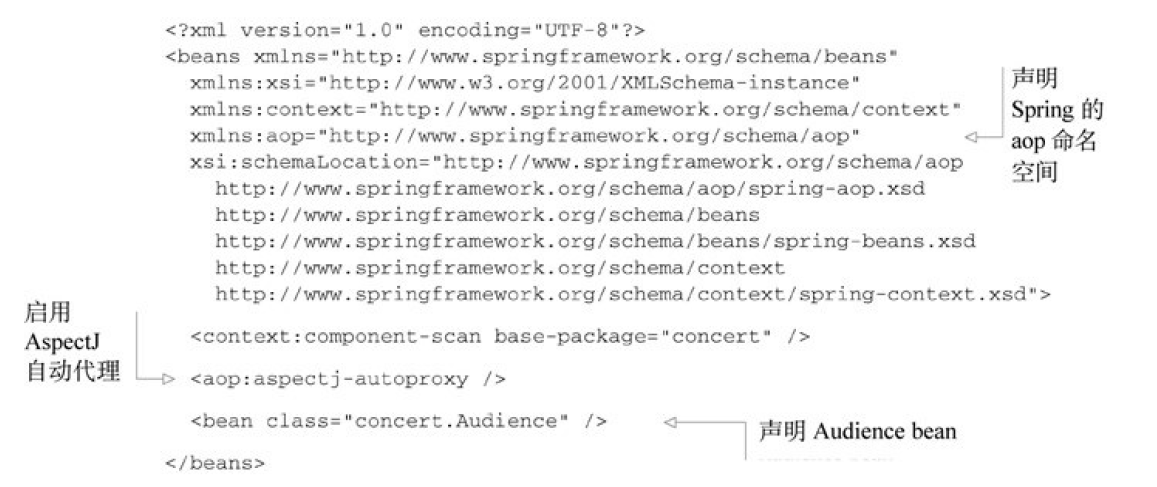 <?xml version="1.0" encoding="UTF-8"?>
<beans xmlns="http://www.springframework.org/schema/beans"
xmlns:xsi="http://www.w3.org/2001/XMLSchema-instance"
xmlns:context="http://www.springframework.org/schema/context"
xmlns:aop="http://www.springframework.org/schema/aop"
声明
Spring 的
aop 命名
空间
xsi:schemaLocation="http://www.springframework.org/schema/aop
http://www.springframework.org/schema/aop/spring-aop.xsd
http://www.springframework.org/schema/beans
http://www.springframework.org/schema/beans/spring-beans.xsd
http://www.springframework.org/schema/context
http://www.springframework.org/schema/context/spring-context.xsd">
<context:component-scan base-package="concert" />
启用
AspectJ
自动代理
<aop:aspectj-autoproxy />
<bean class="concert.Audience" />
声明 Audience bean
</beans>